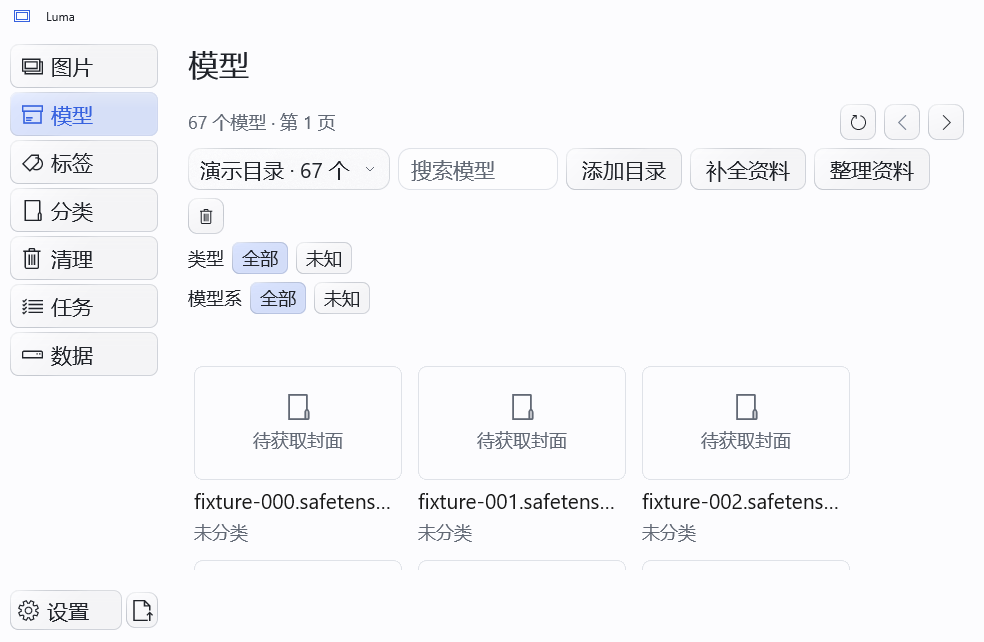 Luma
图片
模型
标签
分类
清理
任务
数据
设置
模型
67 个模型 · 第 1 页
演示目录 · 67 个
搜索模型
添加目录
补全资料
整理资料
类型 全部 未知
模型系 全部 未知
待获取封面 待获取封面 待获取封面
fixture-000.safetens... fixture-001.safetens... fixture-002.safetens...
未分类 未分类 未分类